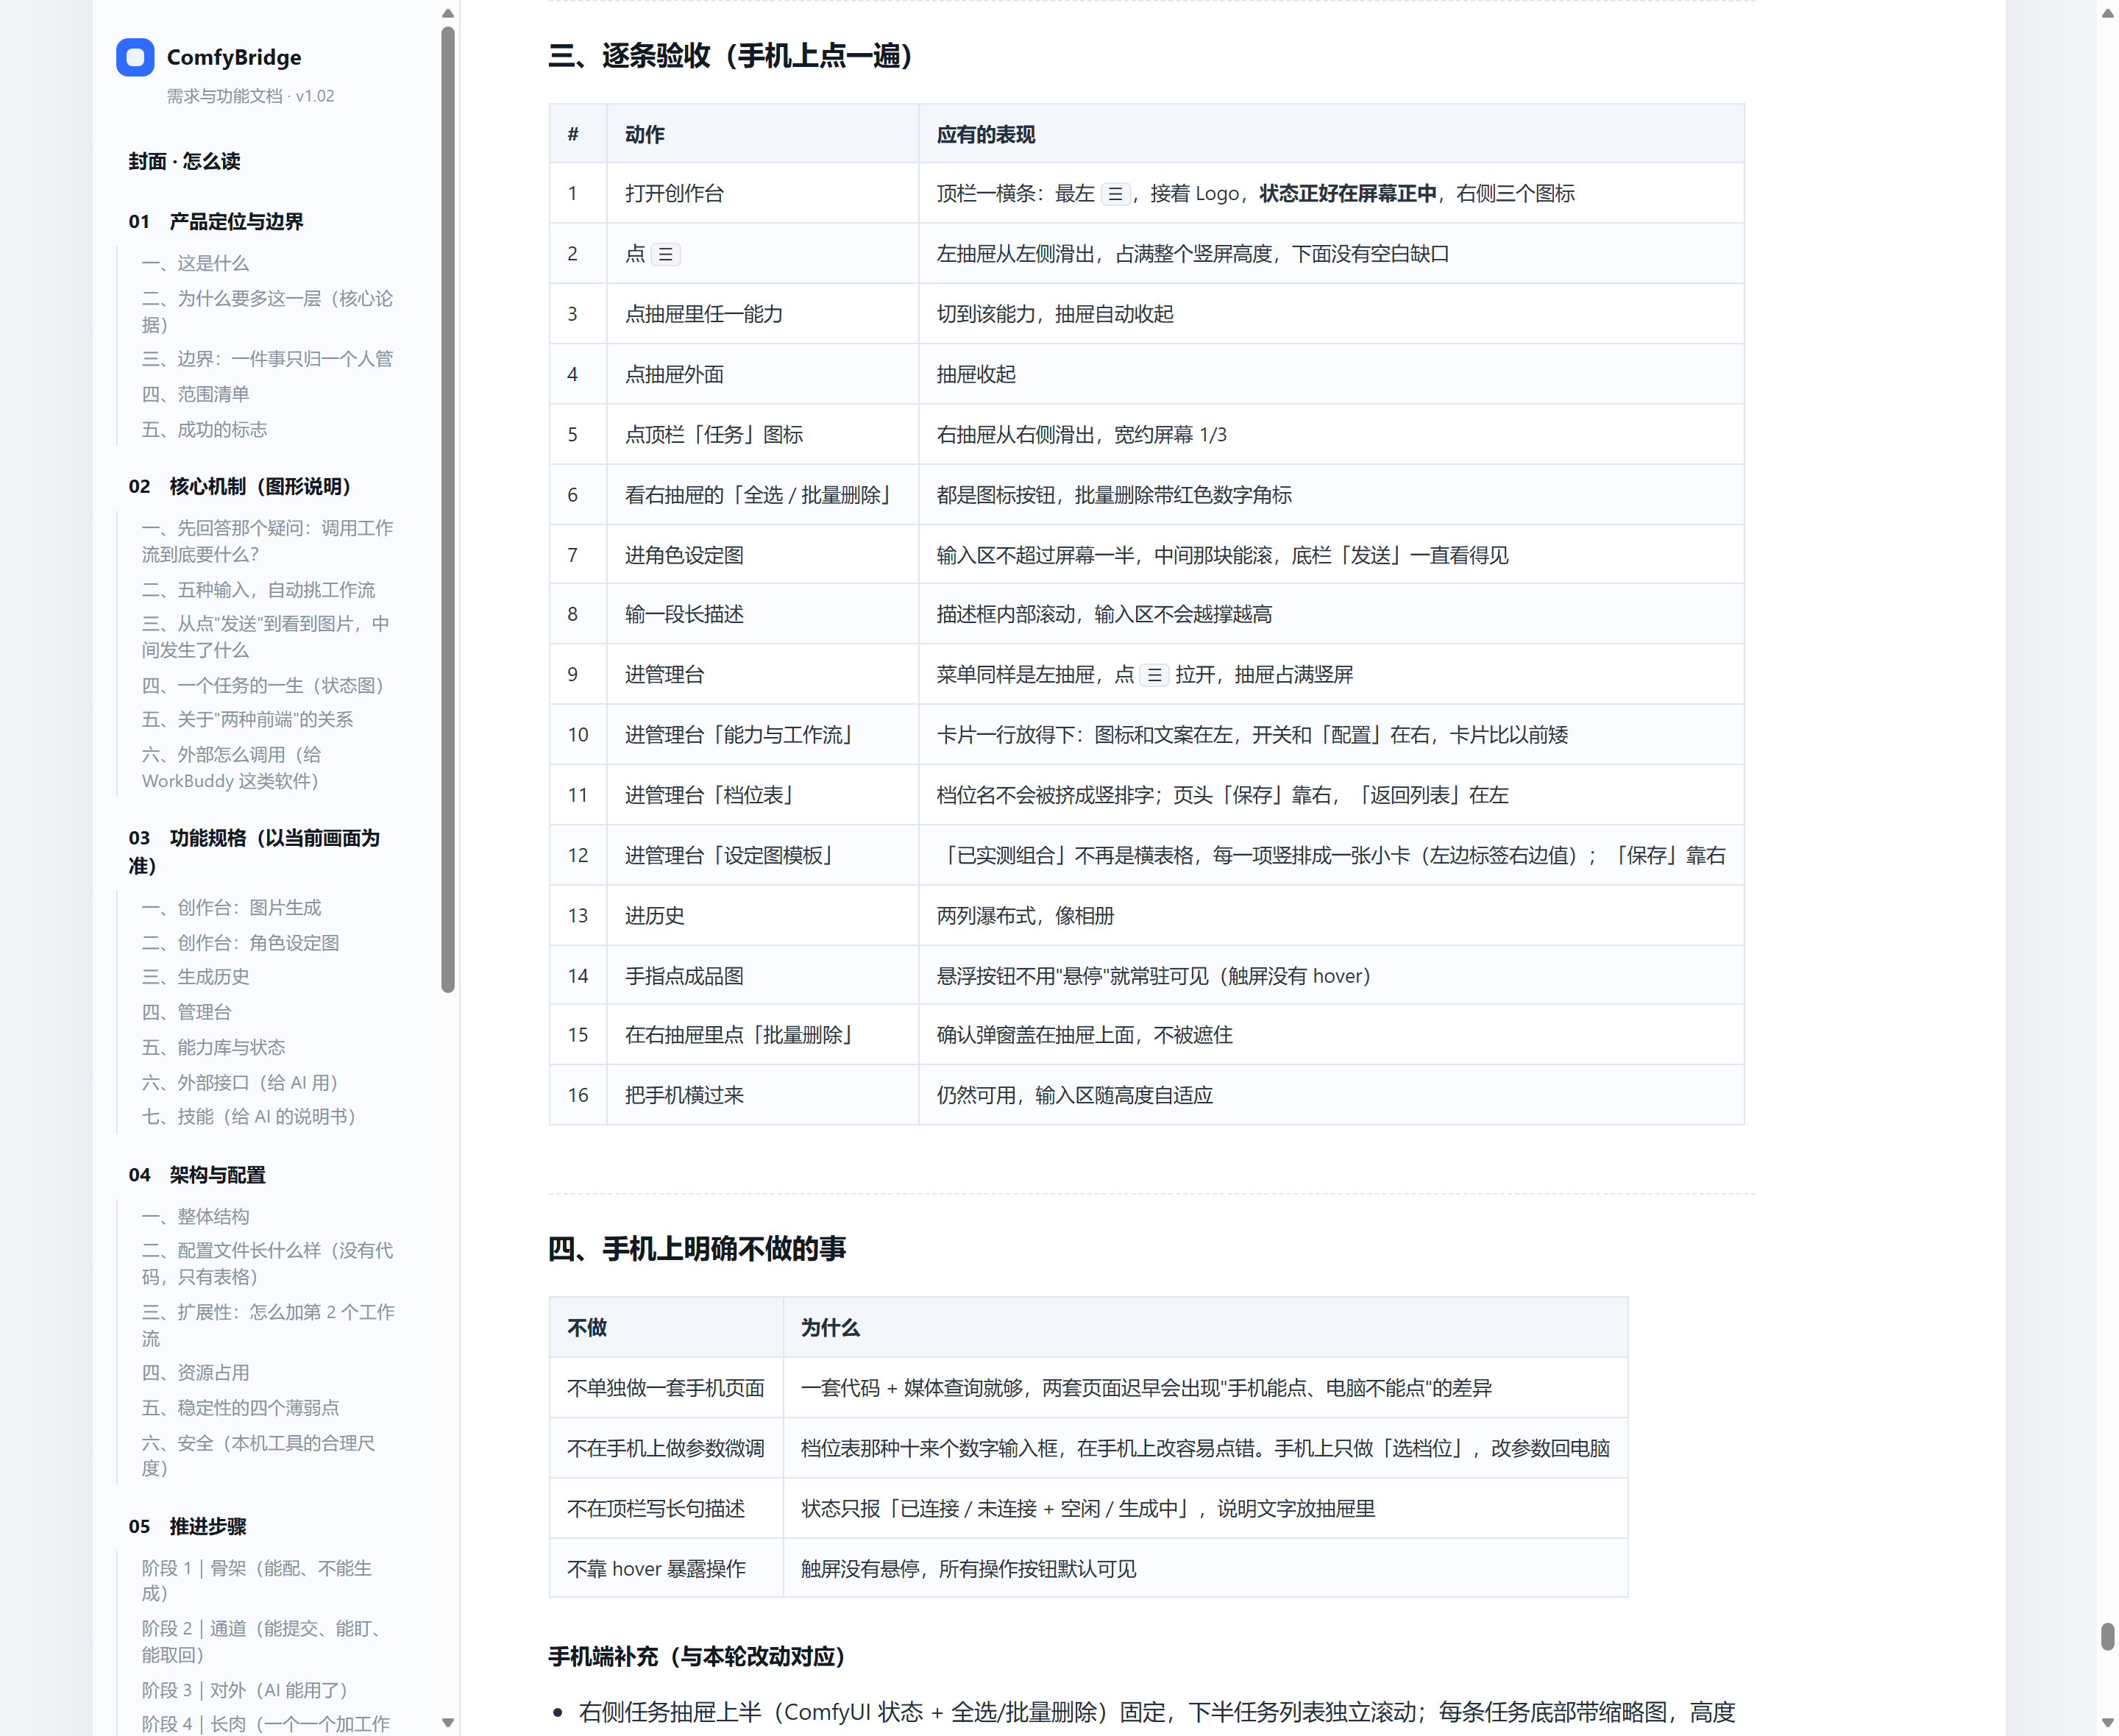 ComfyBridge
需求与功能文档 · v1.02
封面 · 怎么读
01 产品定位与边界
一、这是什么
二、为什么要多这一层（核心论
据）
三、边界：一件事只归一个人管
四、范围清单
五、成功的标志
02 核心机制（图形说明）
一、先回答那个疑问：调用工作
流到底要什么？
二、五种输入，自动挑工作流
三、从点"发送"到看到图片，中
间发生了什么
四、一个任务的一生（状态图）
五、关于"两种前端"的关系
六、外部怎么调用（给
WorkBuddy 这类软件）
03 功能规格（以当前画面为
准）
一、创作台：图片生成
二、创作台：角色设定图
三、生成历史
四、管理台
五、能力库与状态
六、外部接口（给 AI 用）
七、技能（给 AI 的说明书）
04 架构与配置
一、整体结构
二、配置文件长什么样（没有代
码，只有表格）
三、扩展性：怎么加第 2 个工作
流
四、资源占用
五、稳定性的四个薄弱点
六、安全（本机工具的合理尺
度）
05 推进步骤
阶段 1｜骨架（能配、不能生
成）
阶段 2｜通道（能提交、能盯、
能取回）
阶段 3｜对外（AI 能用了）
阶段 4｜长肉（一个一个加工作
三、逐条验收（手机上点一遍）
# 动作 应有的表现
1 打开创作台 顶栏一横条：最左 ☰，接着 Logo，状态正好在屏幕正中，右侧三个图标
2 点 ☰ 左抽屉从左侧滑出，占满整个竖屏高度，下面没有空白缺口
3 点抽屉里任一能力 切到该能力，抽屉自动收起
4 点抽屉外面 抽屉收起
5 点顶栏「任务」图标 右抽屉从右侧滑出，宽约屏幕 1/3
6 看右抽屉的「全选 / 批量删除」 都是图标按钮，批量删除带红色数字角标
7 进角色设定图 输入区不超过屏幕一半，中间那块能滚，底栏「发送」一直看得见
8 输一段长描述 描述框内部滚动，输入区不会越撑越高
9 进管理台 菜单同样是左抽屉，点 ☰ 拉开，抽屉占满竖屏
10 进管理台「能力与工作流」 卡片一行放得下：图标和文案在左，开关和「配置」在右，卡片比以前矮
11 进管理台「档位表」 档位名不会被挤成竖排字；页头「保存」靠右，「返回列表」在左
12 进管理台「设定图模板」 「已实测组合」不再是横表格，每一项竖排成一张小卡（左边标签右边值）；「保存」靠右
13 进历史 两列瀑布式，像相册
14 手指点成品图 悬浮按钮不用"悬停"就常驻可见（触屏没有 hover）
15 在右抽屉里点「批量删除」 确认弹窗盖在抽屉上面，不被遮住
16 把手机横过来 仍然可用，输入区随高度自适应
四、手机上明确不做的事
不做 为什么
不单独做一套手机页面 一套代码 + 媒体查询就够，两套页面迟早会出现"手机能点、电脑不能点"的差异
不在手机上做参数微调 档位表那种十来个数字输入框，在手机上改容易点错。手机上只做「选档位」，改参数回电脑
不在顶栏写长句描述 状态只报「已连接 / 未连接 + 空闲 / 生成中」，说明文字放抽屉里
不靠 hover 暴露操作 触屏没有悬停，所有操作按钮默认可见
手机端补充（与本轮改动对应）
• 右侧任务抽屉上半（ComfyUI 状态 + 全选/批量删除）固定，下半任务列表独立滚动；每条任务底部带缩略图，高度